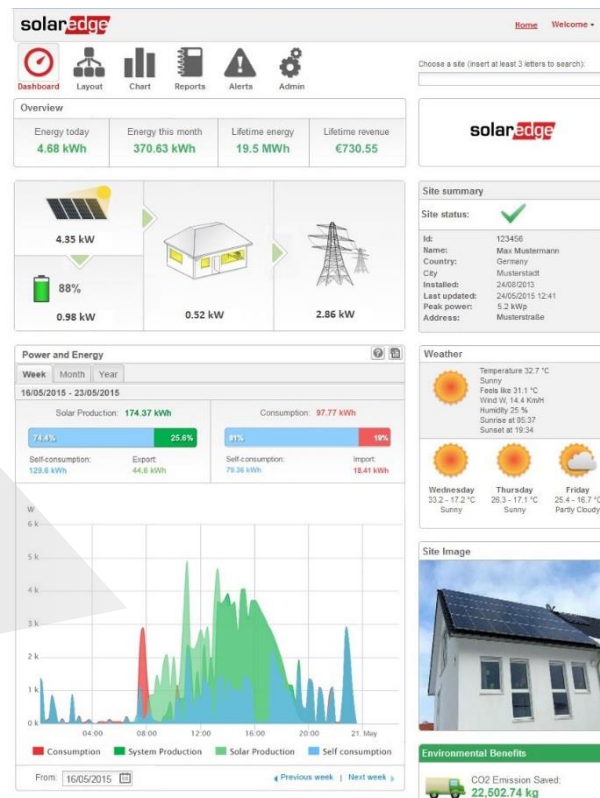 solaredge
Home Welcome
Dashboard Layout Chart Reports Alerts Admin
Choose a site (insert at least 3 letters to search):
Overview
Energy today Energy this month Lifetime energy Lifetime revenue
4.68 kWh 370.63 kWh 19.5 MWh €730.55
solaredge
4.35 kW
88%
0.98 kW 0.52 kW 2.86 kW
Site summary
Site status:
Id: 123456
Name: Max Mustermann
Country: Germany
City Musterstadt
Installed: 24/08/2013
Last updated: 24/05/2015 12:41
Peak power: 5.2 kWp
Address: Musterstraße
Power and Energy
Week Month Year
16/05/2015 - 23/05/2015
Solar Production: 174.37 kWh Consumption: 97.77 kWh
74.4% 25.6% 81% 19%
Self-consumption: Export: Self-consumption: Import:
129.8 kWh 44.6 kWh 79.36 kWh 18.41 kWh
W
6 k
5 k
4 k
3 k
2 k
1 k
0 k
04:00 08:00 12:00 16:00 20:00 21. May
Consumption System Production Solar Production Self consumption
From: 16/05/2015 Previous week | Next week
Weather
Temperature 32.7 °C
Sunny
Feels like 31.1 °C
Wind W, 14.4 Km/H
Humidity 25 %
Sunrise at 05:37
Sunset at 19:34
Wednesday Thursday Friday
33.2 - 17.2 °C 26.3 - 17.1 °C 25.4 - 16.7 °C
Sunny Sunny Partly Cloudy
Site Image
Environmental Benefits
CO2 Emission Saved:
22,502.74 kg